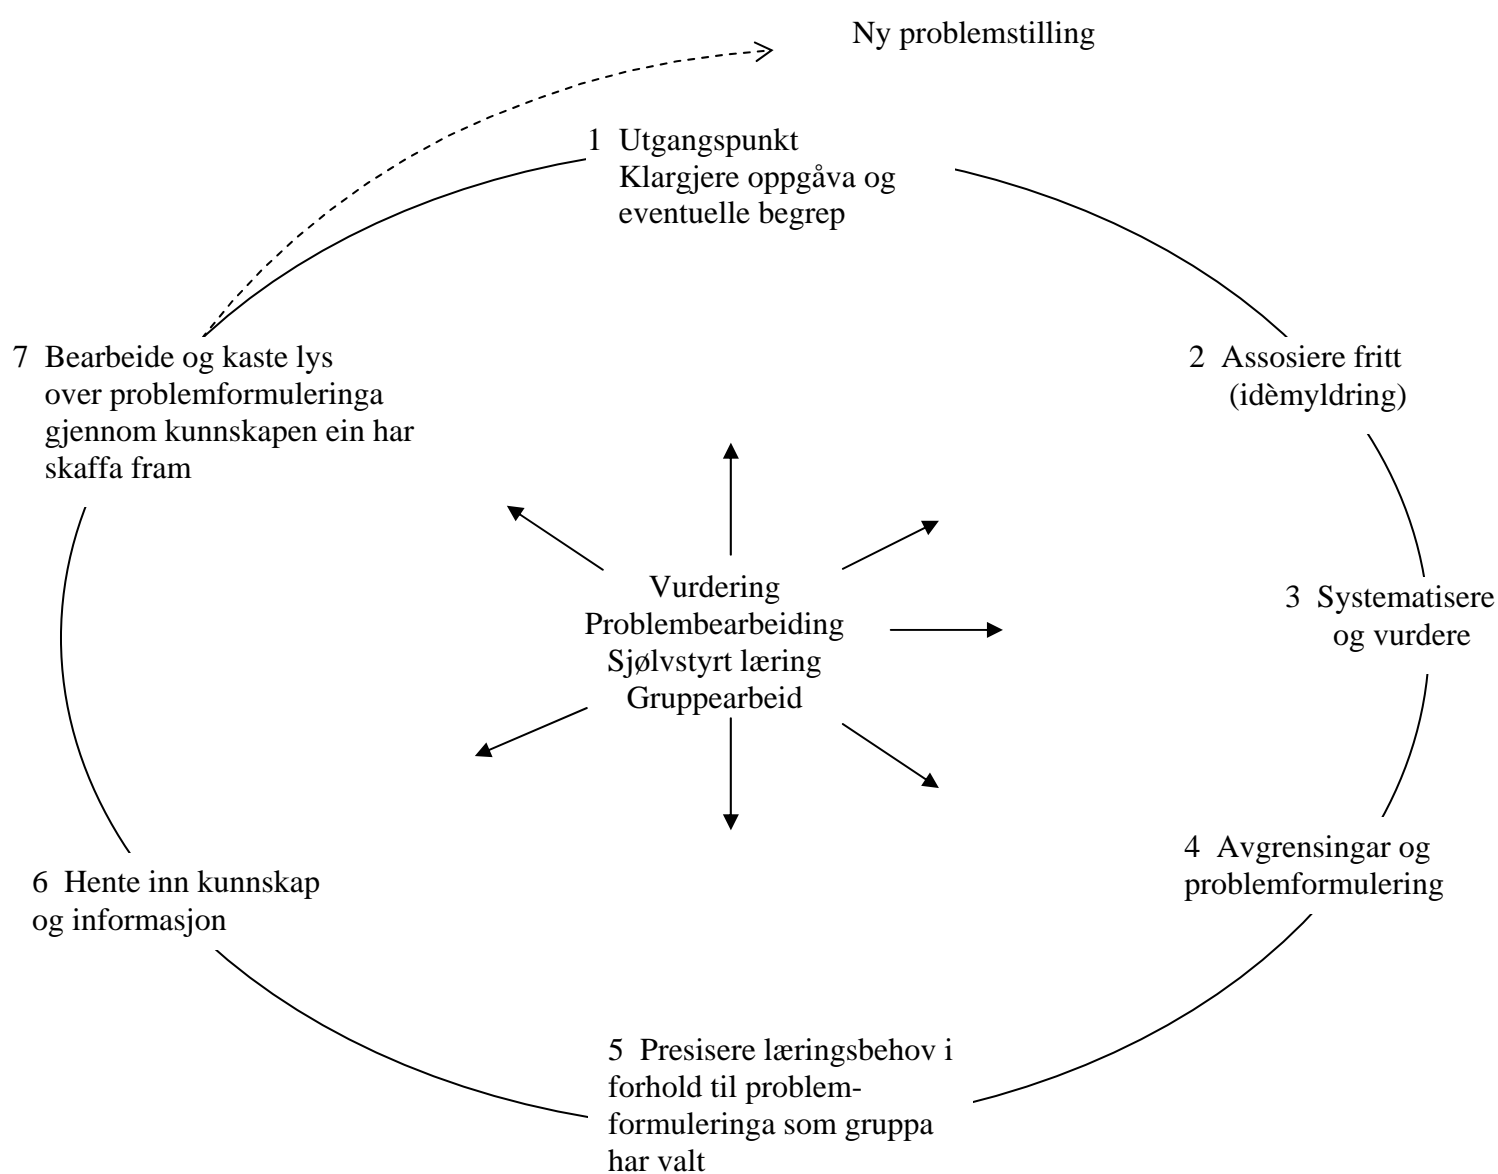 Ny problemstilling
1 Utgangspunkt
Klargjere oppgåva og
eventuelle begrep
2 Assosiere fritt
(idèmyldring)
3 Systematisere
og vurdere
4 Avgrensingar og
problemformulering
5 Presisere læringsbehov i
forhold til problem-
formuleringa som gruppa
har valt
6 Hente inn kunnskap
og informasjon
7 Bearbeide og kaste lys
over problemformuleringa
gjennom kunnskapen ein har
skaffa fram
Vurdering
Problembearbeiding
Sjølvstyrt læring
Gruppearbeid